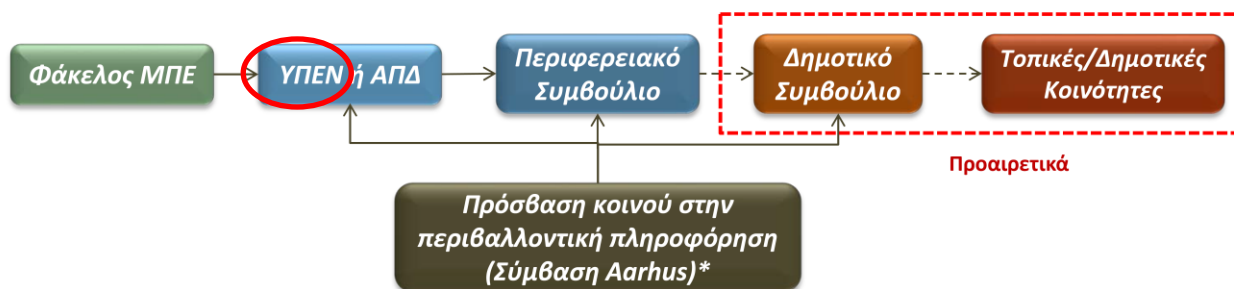 Φάκελος ΜΠΕ
ΥΠΕΝ ή ΑΠΔ
Περιφερειακό
Συμβούλιο
Δημοτικό
Συμβούλιο
Τοπικές/Δημοτικές
Κοινότητες
Προαιρετικά
Πρόσβαση κοινού στην
περιβαλλοντική πληροφόρηση
(Σύμβαση Aarhus)*